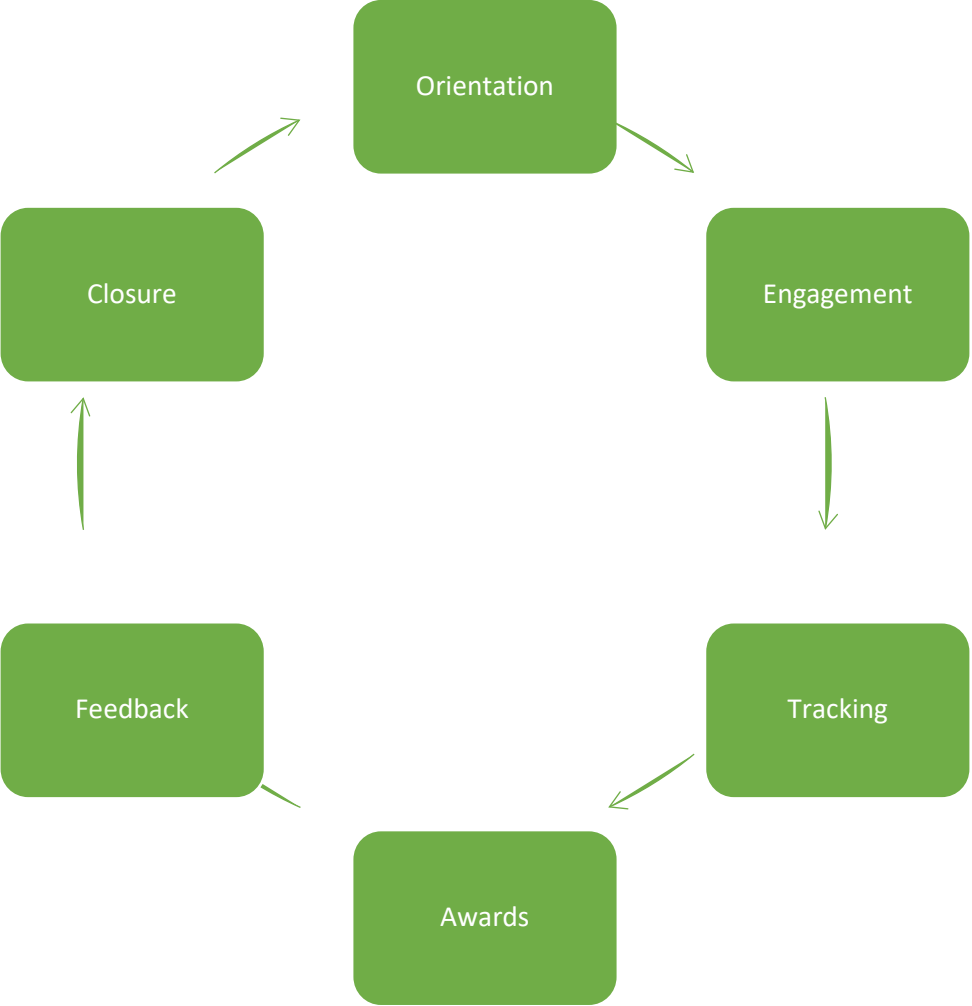 Orientation
Engagement
Tracking
Awards
Feedback
Closure